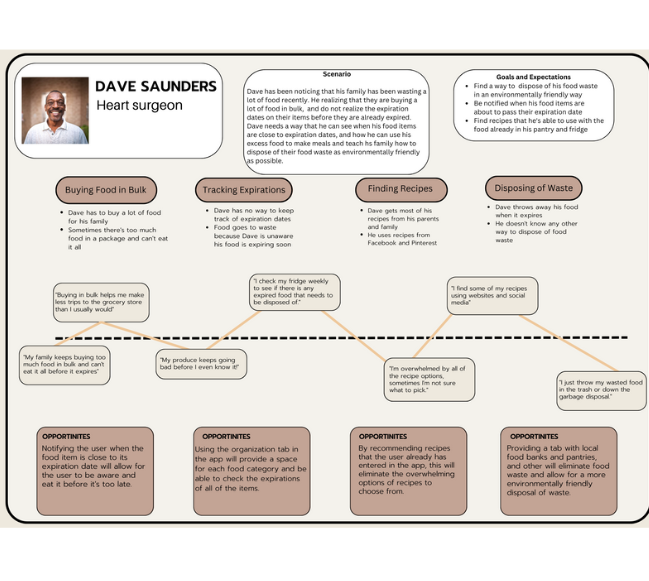 DAVE SAUNDERS
Heart surgeon
Scenario
Dave has been noticing that his family has been wasting a
lot of food recently. He realizing that they are buying a
lot of food in bulk, and do not realize the expiration
dates on their items before they are already expired.
Dave needs a way that he can see when his food items
are close to expiration dates, and how he can use his
excess food to make meals and teach hs family how to
dispose of their food waste as environmentally friendly
as possible.
Goals and Expectations
Find a way to dispose of his food waste
in an environmentally friendly way
Be notified when his food items are
about to pass their expiration date
Find recipes that he's able to use with the
food already in his pantry and fridge
Buying Food in Bulk
Dave has to buy a lot of food
for his family
Sometimes there's too much
food in a package and can't eat
it all
Tracking Expirations
Dave has no way to keep
track of expiration dates
Food goes to waste
because Dave is unaware
his food is expiring soon
Finding Recipes
Dave gets most of his
recipes from his parents
and family
He uses recipes from
Facebook and Pinterest
Disposing of Waste
Dave throws away his food
when it expires
He doesn't know any other
way to dispose of food
waste
"Buying in bulk helps me make
less trips to the grocery store
than I usually would"
"I check my fridge weekly
to see if there is any
expired food that needs to
be disposed of."
"I find some of my recipes
using websites and social
media"
"My family keeps buying too
much food in bulk and can't
eat it all before it expires"
"My produce keeps going
bad before I even know it!"
"I'm overwhelmed by all of
the recipe options,
sometimes I'm not sure
what to pick."
"I just throw my wasted food
in the trash or down the
garbage disposal."
OPPORTINITES
Notifying the user when the
food item is close to its
expiration date will allow for
the user to be aware and
eat it before it's too late.
OPPORTINITES
Using the organization tab in
the app will provide a space
for each food category and be
able to check the expirations
of all of the items.
OPPORTINITES
By recommending recipes
that the user already has
entered in the app, this will
eliminate the overwhelming
options of recipes to
choose from.
OPPORTINITES
Providing a tab with local
food banks and pantries,
and other will eliminate food
waste and allow for a more
environmentally friendly
disposal of waste.